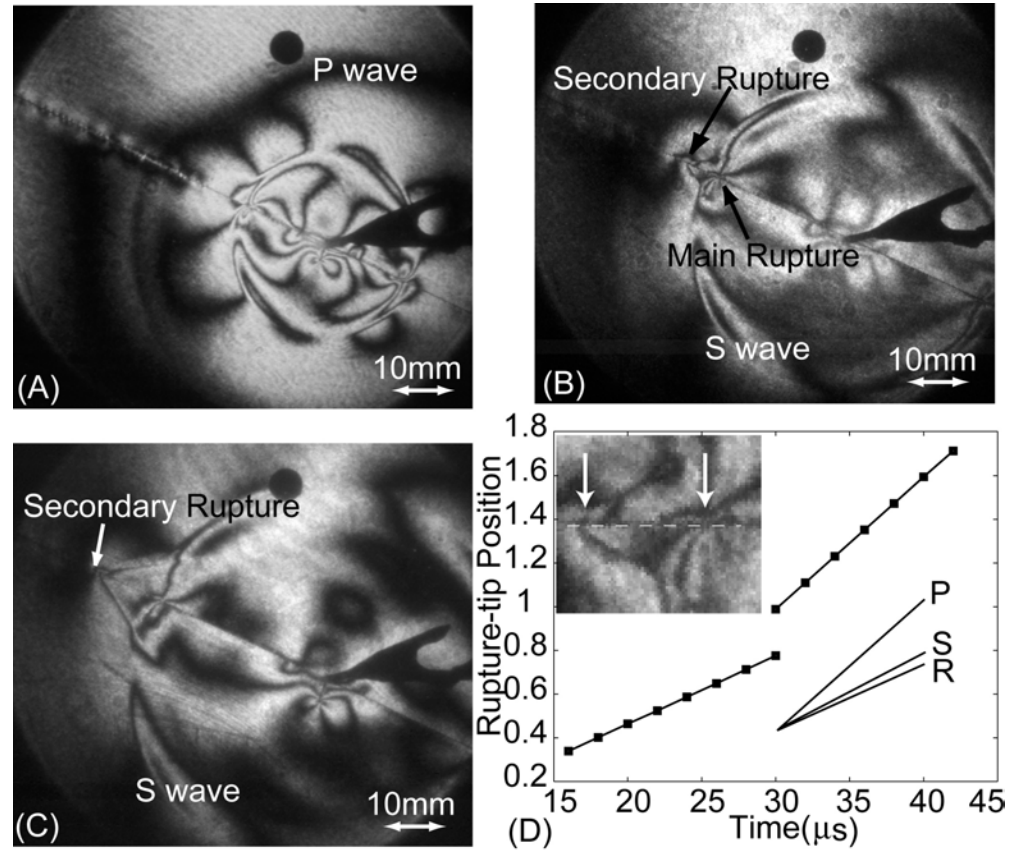 P wave
10mm
(A)
Secondary Rupture
Main Rupture
S wave
10mm
(B)
Secondary Rupture
S wave
10mm
(C)
1.8
1.6
1.4
1.2
1
0.8
0.6
0.4
0.2
Rupture-tip Position
P
S
R
15 20 25 30 35 40 45
Time(μs)
(D)